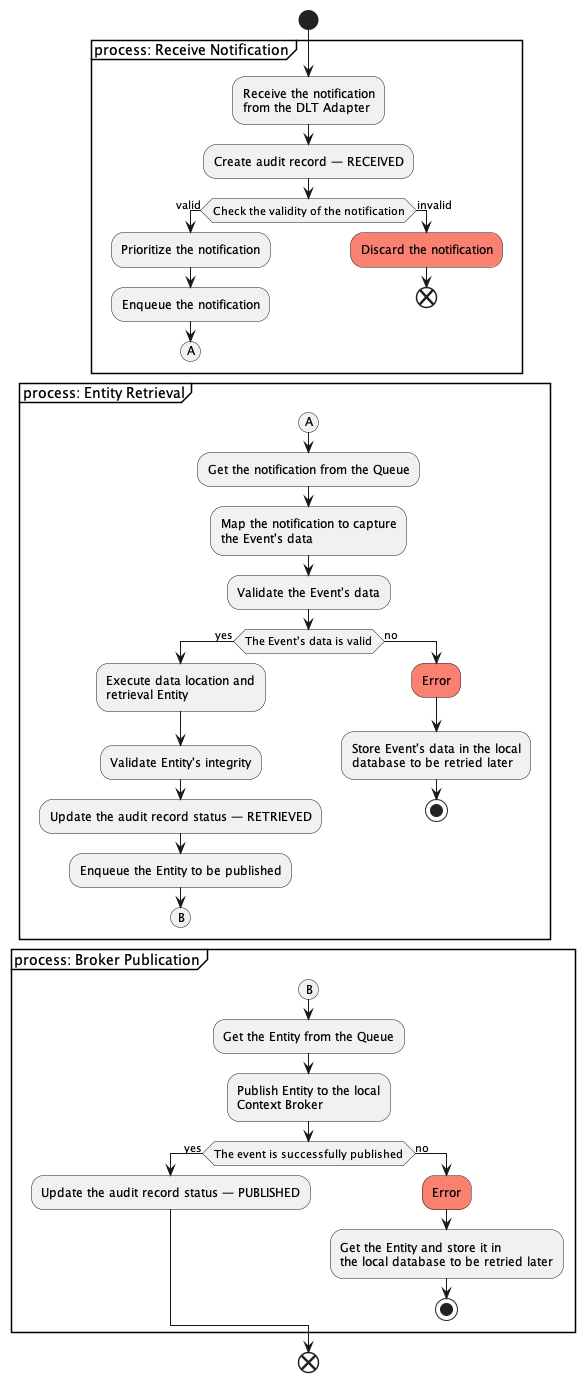 process: Receive Notification
Receive the notification
from the DLT Adapter
Create audit record — RECEIVED
valid
Check the validity of the notification
invalid
Prioritize the notification
Discard the notification
Enqueue the notification
A
process: Entity Retrieval
A
Get the notification from the Queue
Map the notification to capture
the Event's data
Validate the Event's data
yes
The Event's data is valid
no
Execute data location and
retrieval Entity
Error
Validate Entity's integrity
Store Event's data in the local
database to be retried later
Update the audit record status — RETRIEVED
Enqueue the Entity to be published
B
process: Broker Publication
B
Get the Entity from the Queue
Publish Entity to the local
Context Broker
yes
The event is successfully published
no
Update the audit record status — PUBLISHED
Error
Get the Entity and store it in
the local database to be retried later